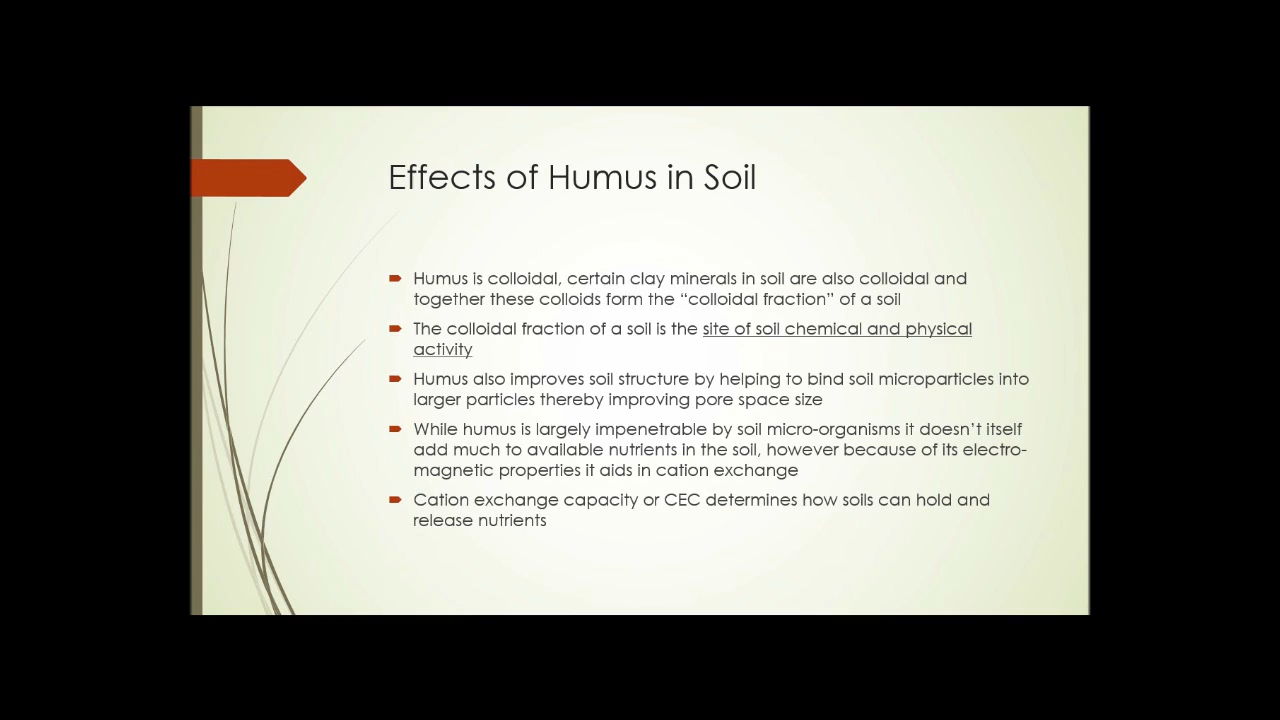 Effects of Humus in Soil
Humus is colloidal, certain clay minerals in soil are also colloidal and
together these colloids form the “colloidal fraction” of a soil
The colloidal fraction of a soil is the site of soil chemical and physical
activity
Humus also improves soil structure by helping to bind soil microparticles into
larger particles thereby improving pore space size
While humus is largely impenetrable by soil micro-organisms it doesn’t itself
add much to available nutrients in the soil, however because of its electro-
magnetic properties it aids in cation exchange
Cation exchange capacity or CEC determines how soils can hold and
release nutrients